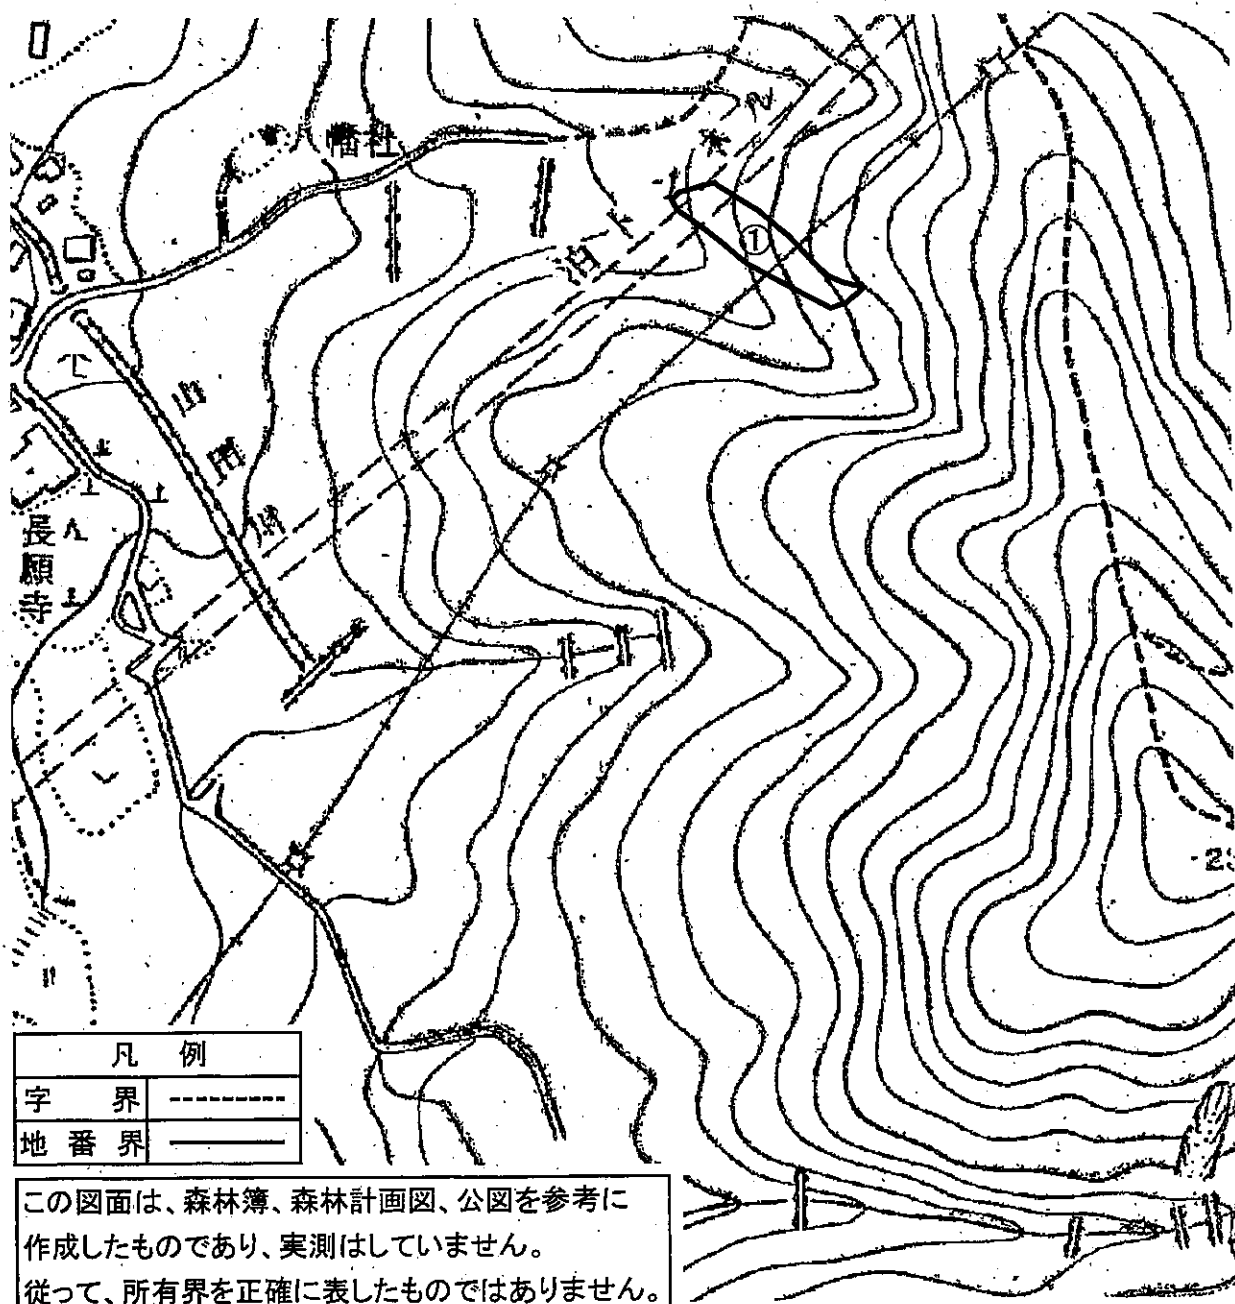 幡社
①
山陽
長願寺
凡 例
字 界
地 番 界
この図面は、森林簿、森林計画図、公図を参考に
作成したものであり、実測はしていません。
従って、所有界を正確に表したものではありません。